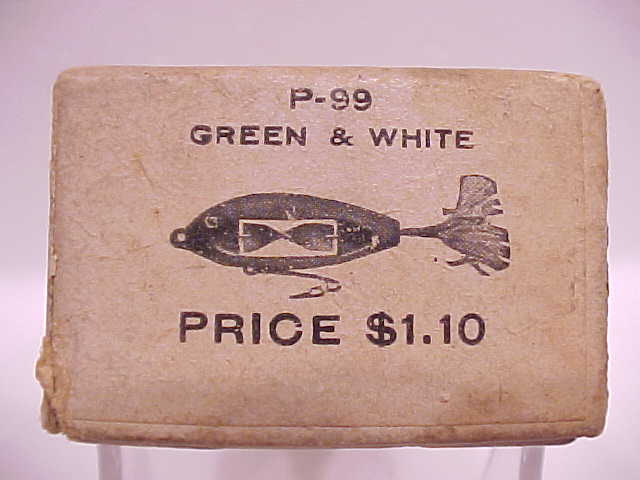 P-99
GREEN & WHITE
PRICE $1.10